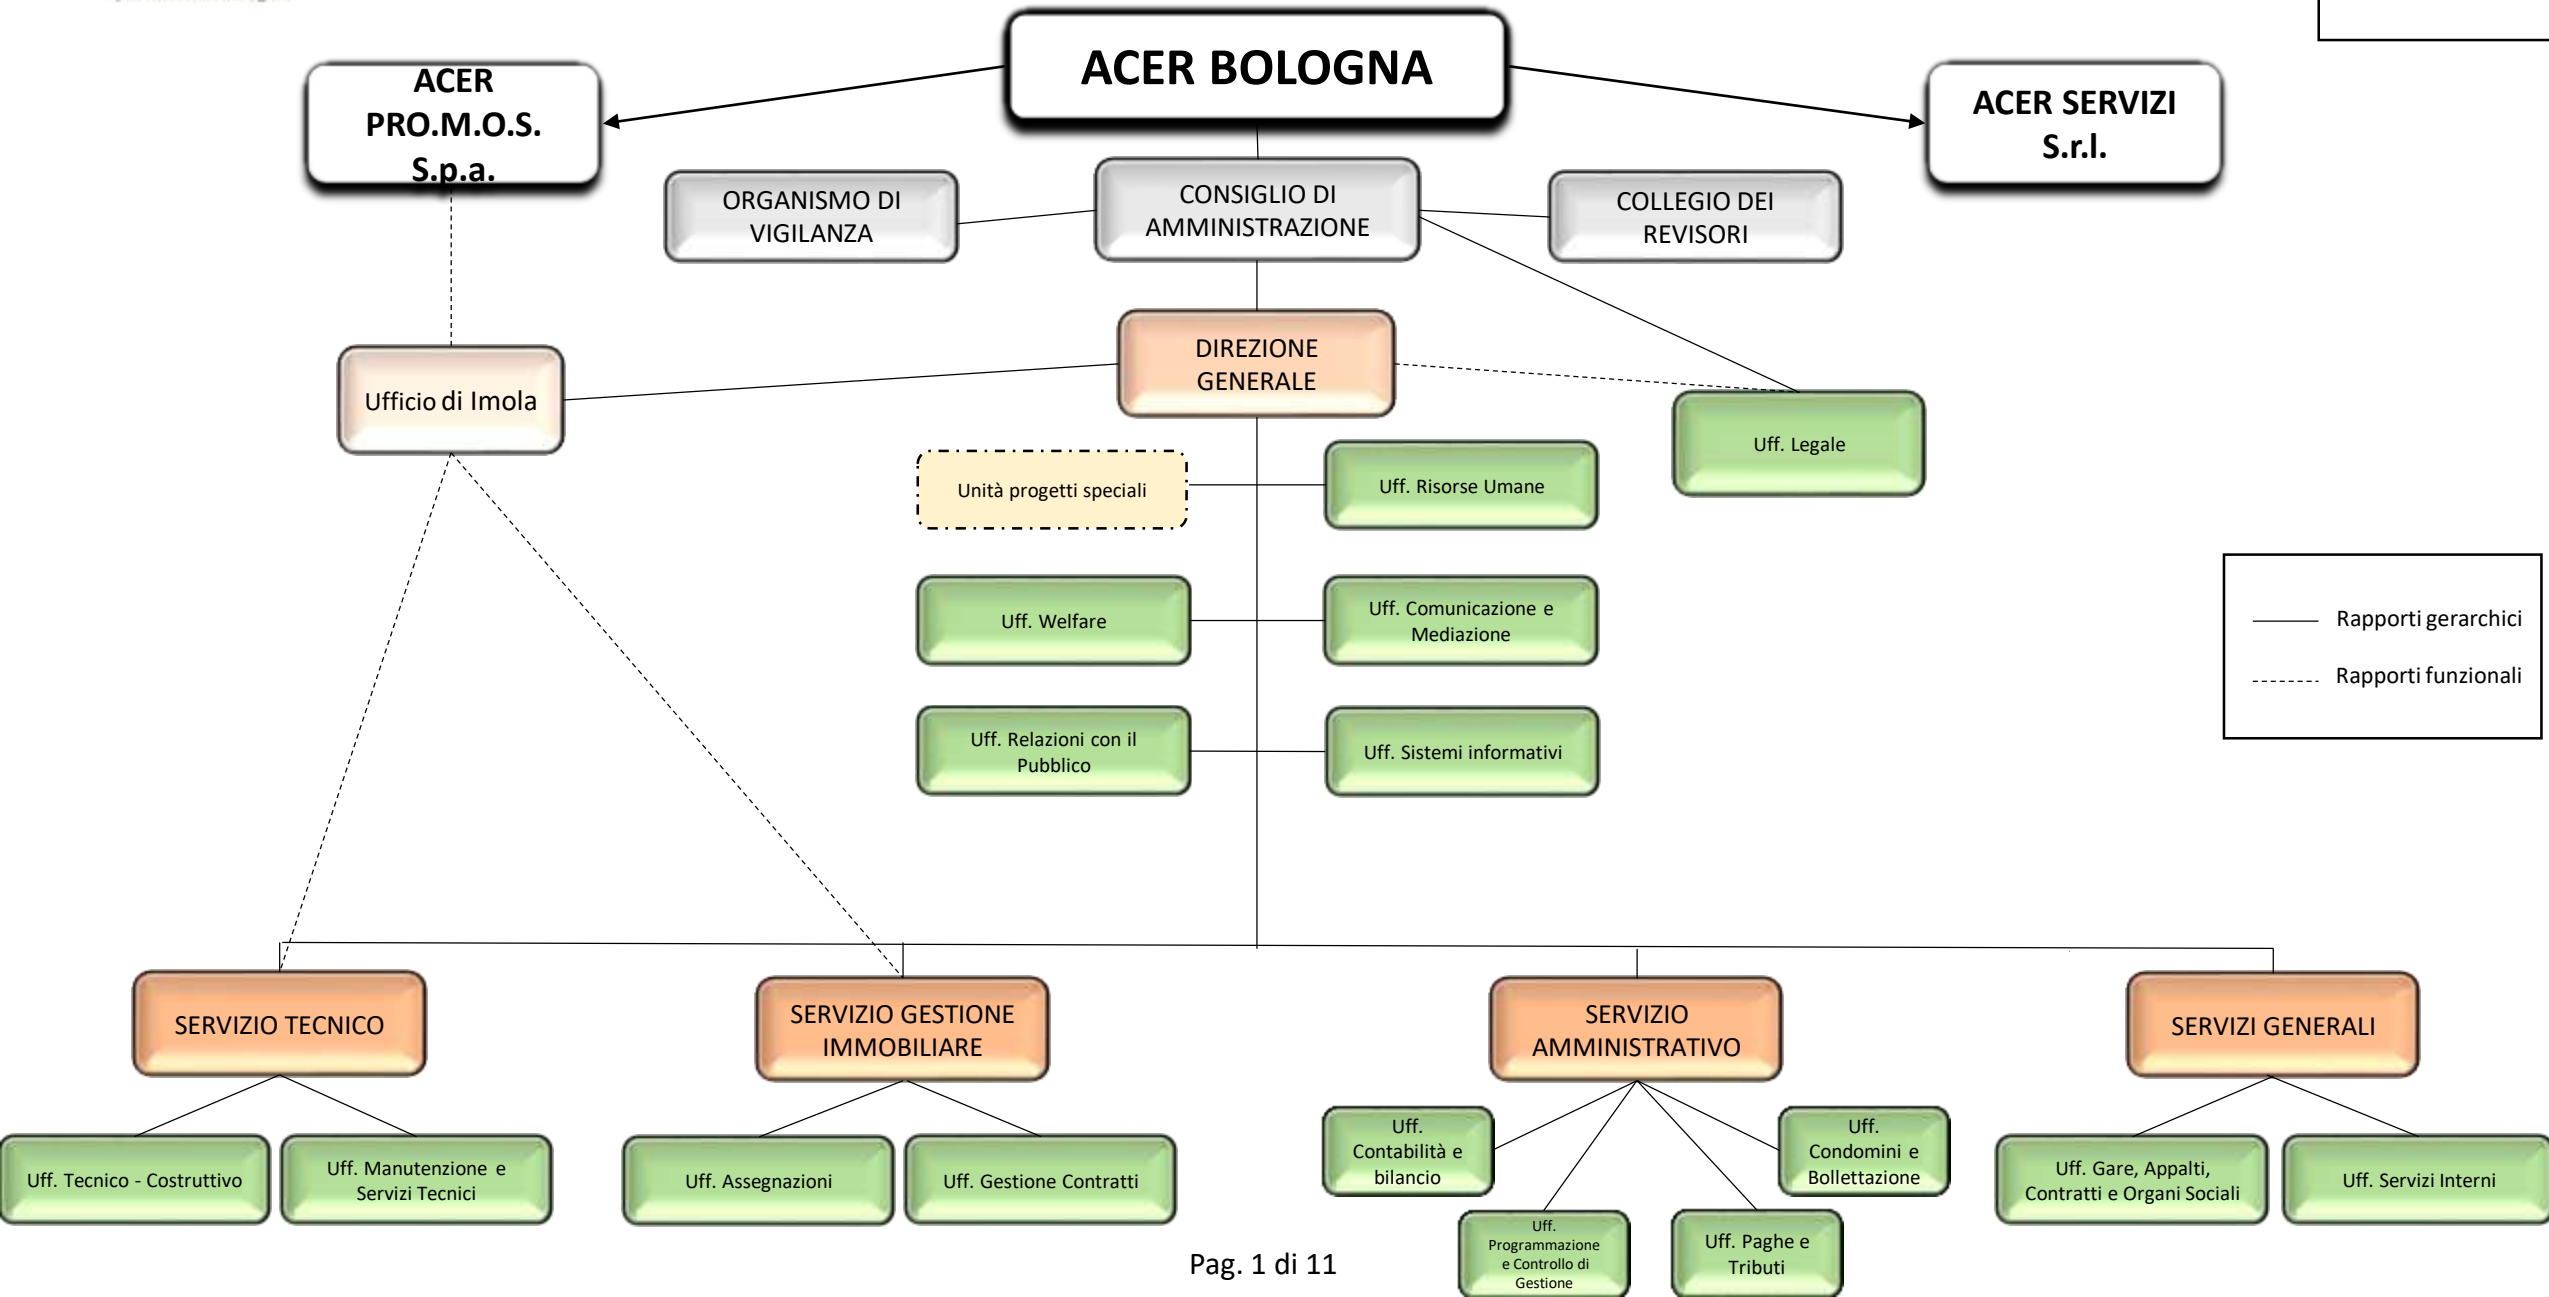 ACER BOLOGNA
ACER
PRO.M.O.S.
S.p.a.
ACER SERVIZI
S.r.l.
ORGANISMO DI
VIGILANZA
CONSIGLIO DI
AMMINISTRAZIONE
COLLEGIO DEI
REVISORI
DIREZIONE
GENERALE
Ufficio di Imola
Uff. Legale
Unità progetti speciali
Uff. Risorse Umane
Uff. Welfare
Uff. Comunicazione e
Mediazione
Rapporti gerarchici
Rapporti funzionali
Uff. Relazioni con il
Pubblico
Uff. Sistemi informativi
SERVIZIO TECNICO
SERVIZIO GESTIONE
IMMOBILIARE
SERVIZIO
AMMINISTRATIVO
SERVIZI GENERALI
Uff. Tecnico - Costruttivo
Uff. Manutenzione e
Servizi Tecnici
Uff. Assegnazioni
Uff. Gestione Contratti
Uff.
Contabilità e
bilancio
Uff.
Condomini e
Bollettazione
Uff. Gare, Appalti,
Contratti e Organi Sociali
Uff. Servizi Interni
Uff.
Programmazione
e Controllo di
Gestione
Uff. Paghe e
Tributi
Pag. 1 di 11